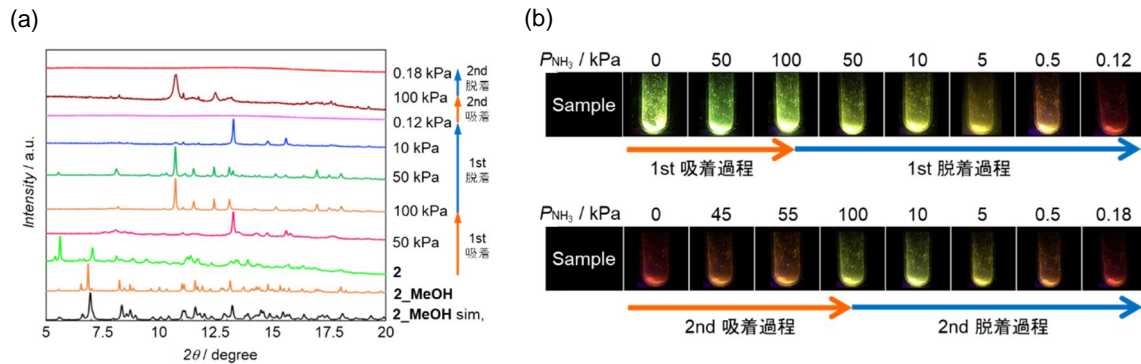 (a)
(b)
Intensity / a.u.
0.18 kPa
100 kPa
0.12 kPa
10 kPa
50 kPa
100 kPa
50 kPa
2
2_MeOH
2_MeOH sim,
2nd 脱着
2nd 吸着
1st 脱着
1st 吸着
5 7.5 10 12.5 15 17.5 20
2θ / degree
PNH3 / kPa 0 50 100 50 10 5 0.5 0.12
Sample
1st 吸着過程 1st 脱着過程
PNH3 / kPa 0 45 55 100 10 5 0.5 0.18
Sample
2nd 吸着過程 2nd 脱着過程